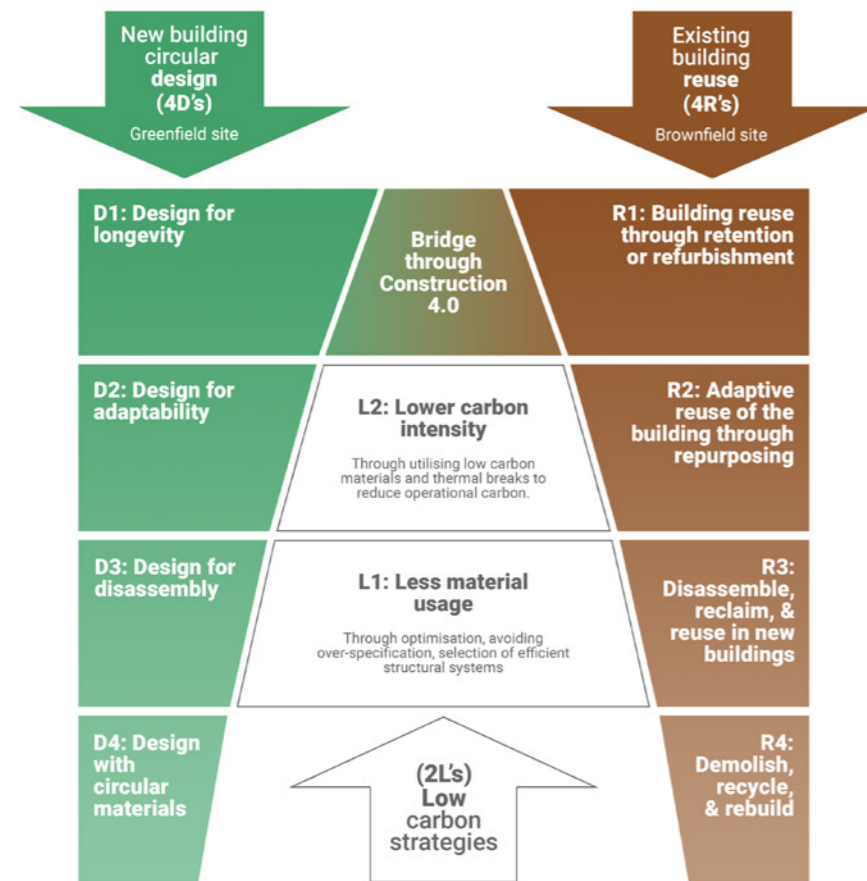 New building
circular
design
(4D's)
Greenfield site
Existing
building
reuse
(4R's)
Brownfield site
D1: Design for
longevity
Bridge
through
Construction
4.0
R1: Building reuse
through retention
or refurbishment
D2: Design for
adaptability
L2: Lower carbon
intensity
Through utilising low carbon
materials and thermal breaks to
reduce operational carbon.
R2: Adaptive
reuse of the
building through
repurposing
D3: Design for
disassembly
L1: Less material
usage
Through optimisation, avoiding
over-specification, selection of efficient
structural systems
R3:
Disassemble,
reclaim, &
reuse in new
buildings
D4: Design
with
circular
materials
(2L's)
Low
carbon
strategies
R4:
Demolish,
recycle,
& rebuild